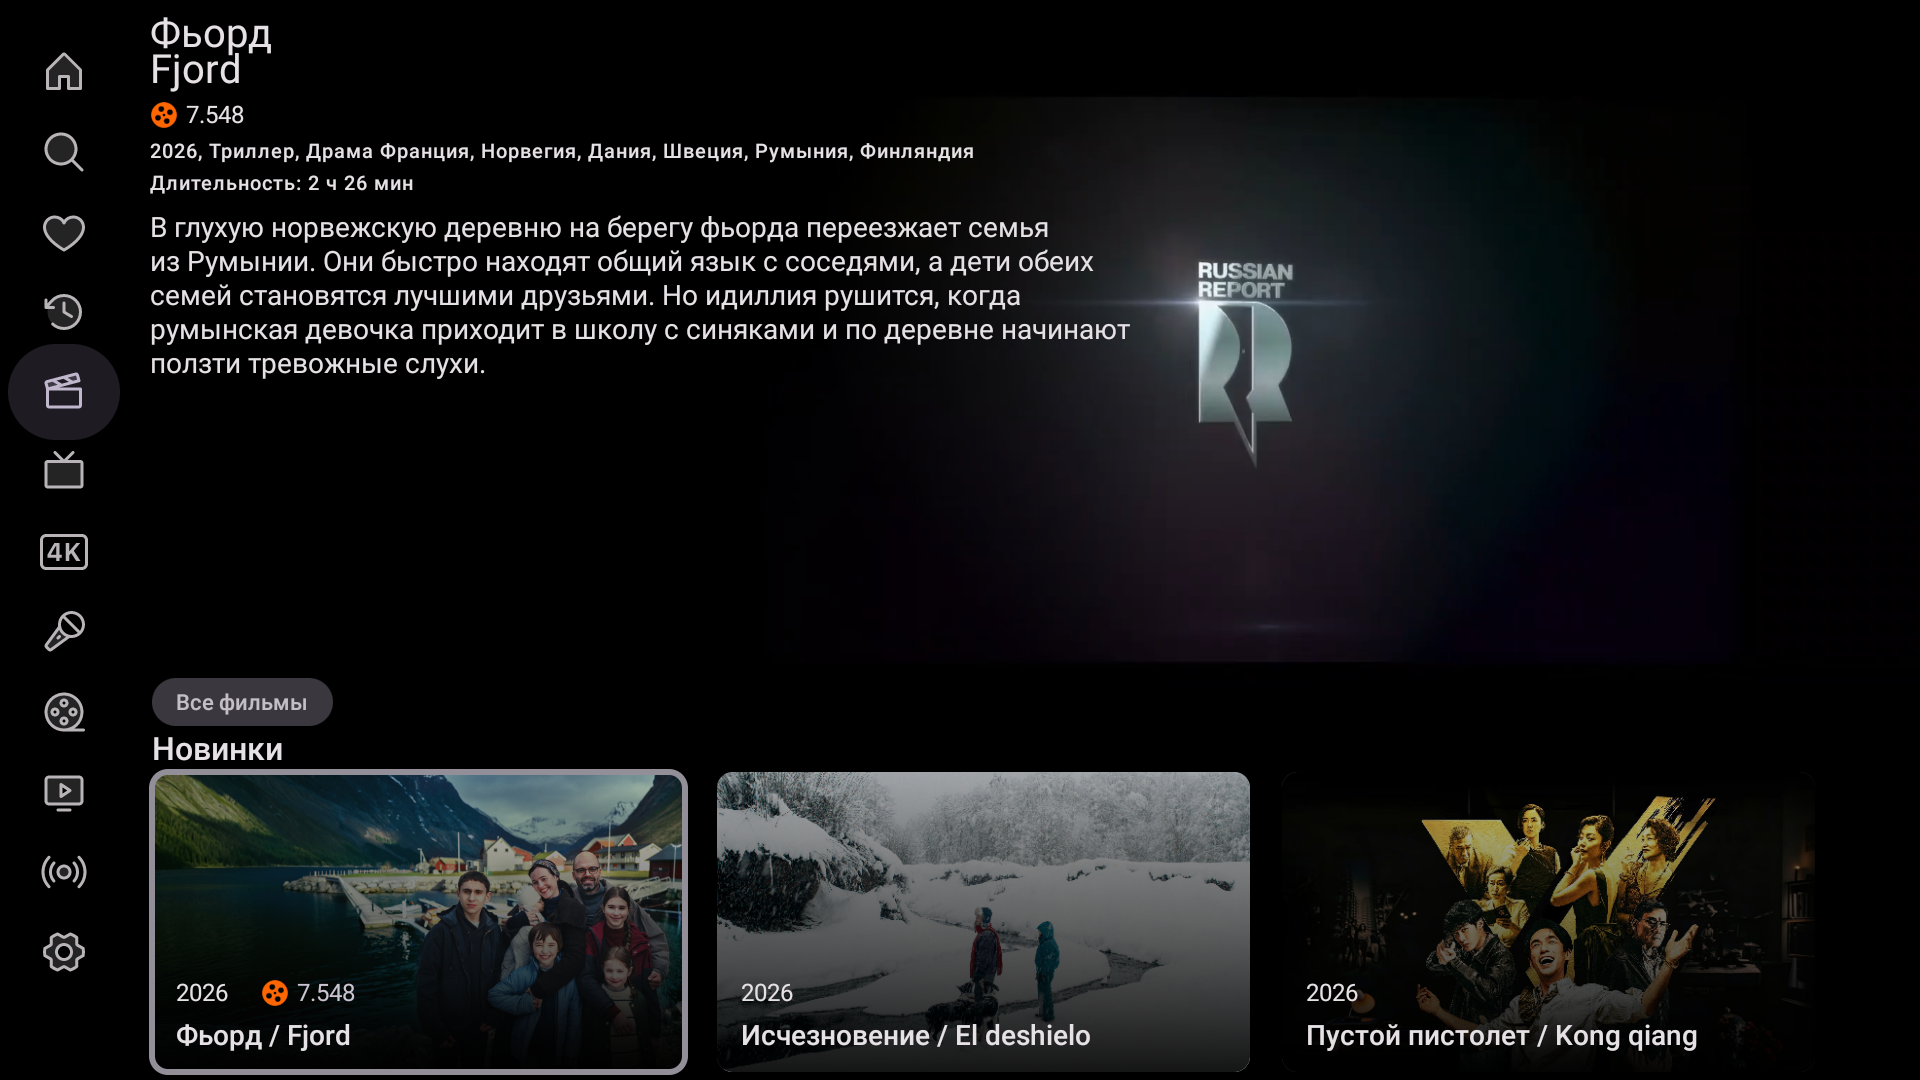 Фьорд
Fjord
7.548
2026, Триллер, Драма Франция, Норвегия, Дания, Швеция, Румыния, Финляндия
Длительность: 2 ч 26 мин
В глухую норвежскую деревню на берегу фьорда переезжает семья
из Румынии. Они быстро находят общий язык с соседями, а дети обеих
семей становятся лучшими друзьями. Но идиллия рушится, когда
румынская девочка приходит в школу с синяками и по деревне начинают
ползти тревожные слухи.
RUSSIAN
REPORT
4K
Все фильмы
Новинки
2026 7.548
Фьорд / Fjord
2026
Исчезновение / El deshielo
2026
Пустой пистолет / Kong qiang